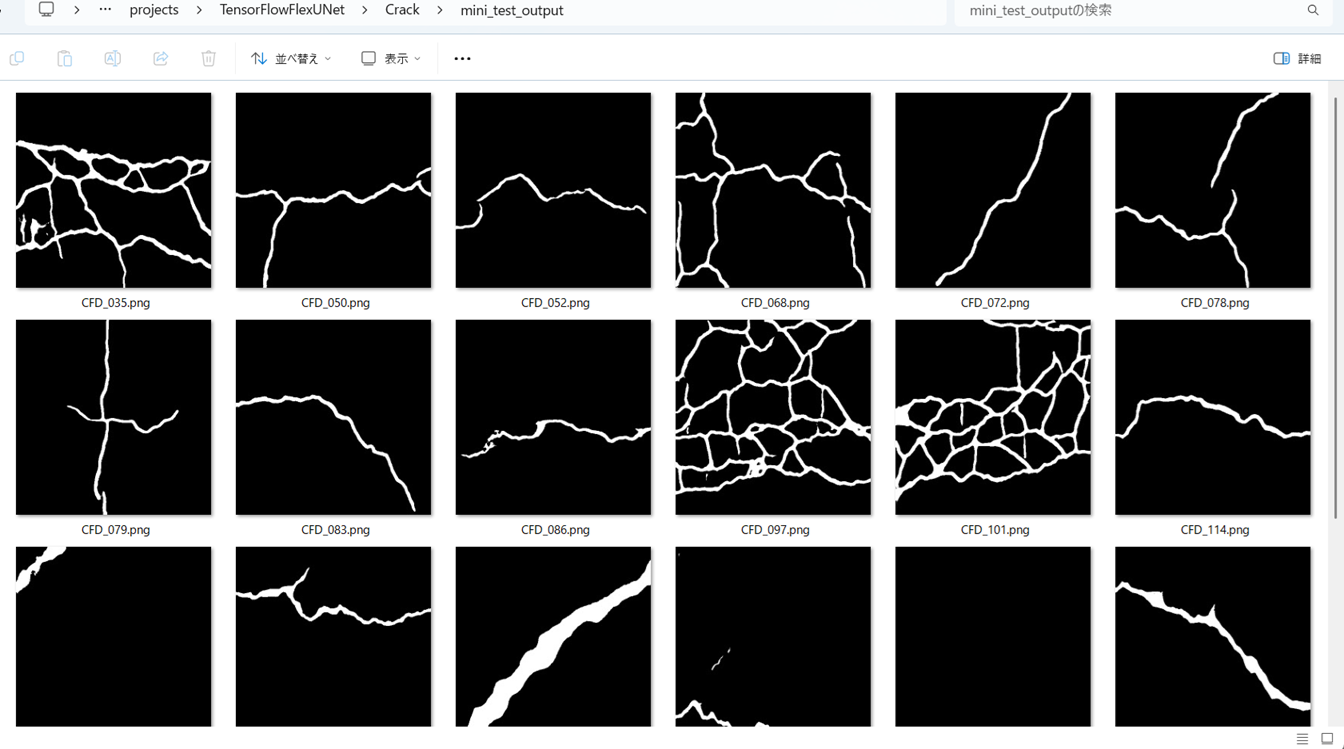 … projects TensorFlowFlexUNet Crack mini_test_output mini_test_outputの検索
並べ替え 表示 … 詳細
CFD_035.png CFD_050.png CFD_052.png CFD_068.png CFD_072.png CFD_078.png
CFD_079.png CFD_083.png CFD_086.png CFD_097.png CFD_101.png CFD_114.png